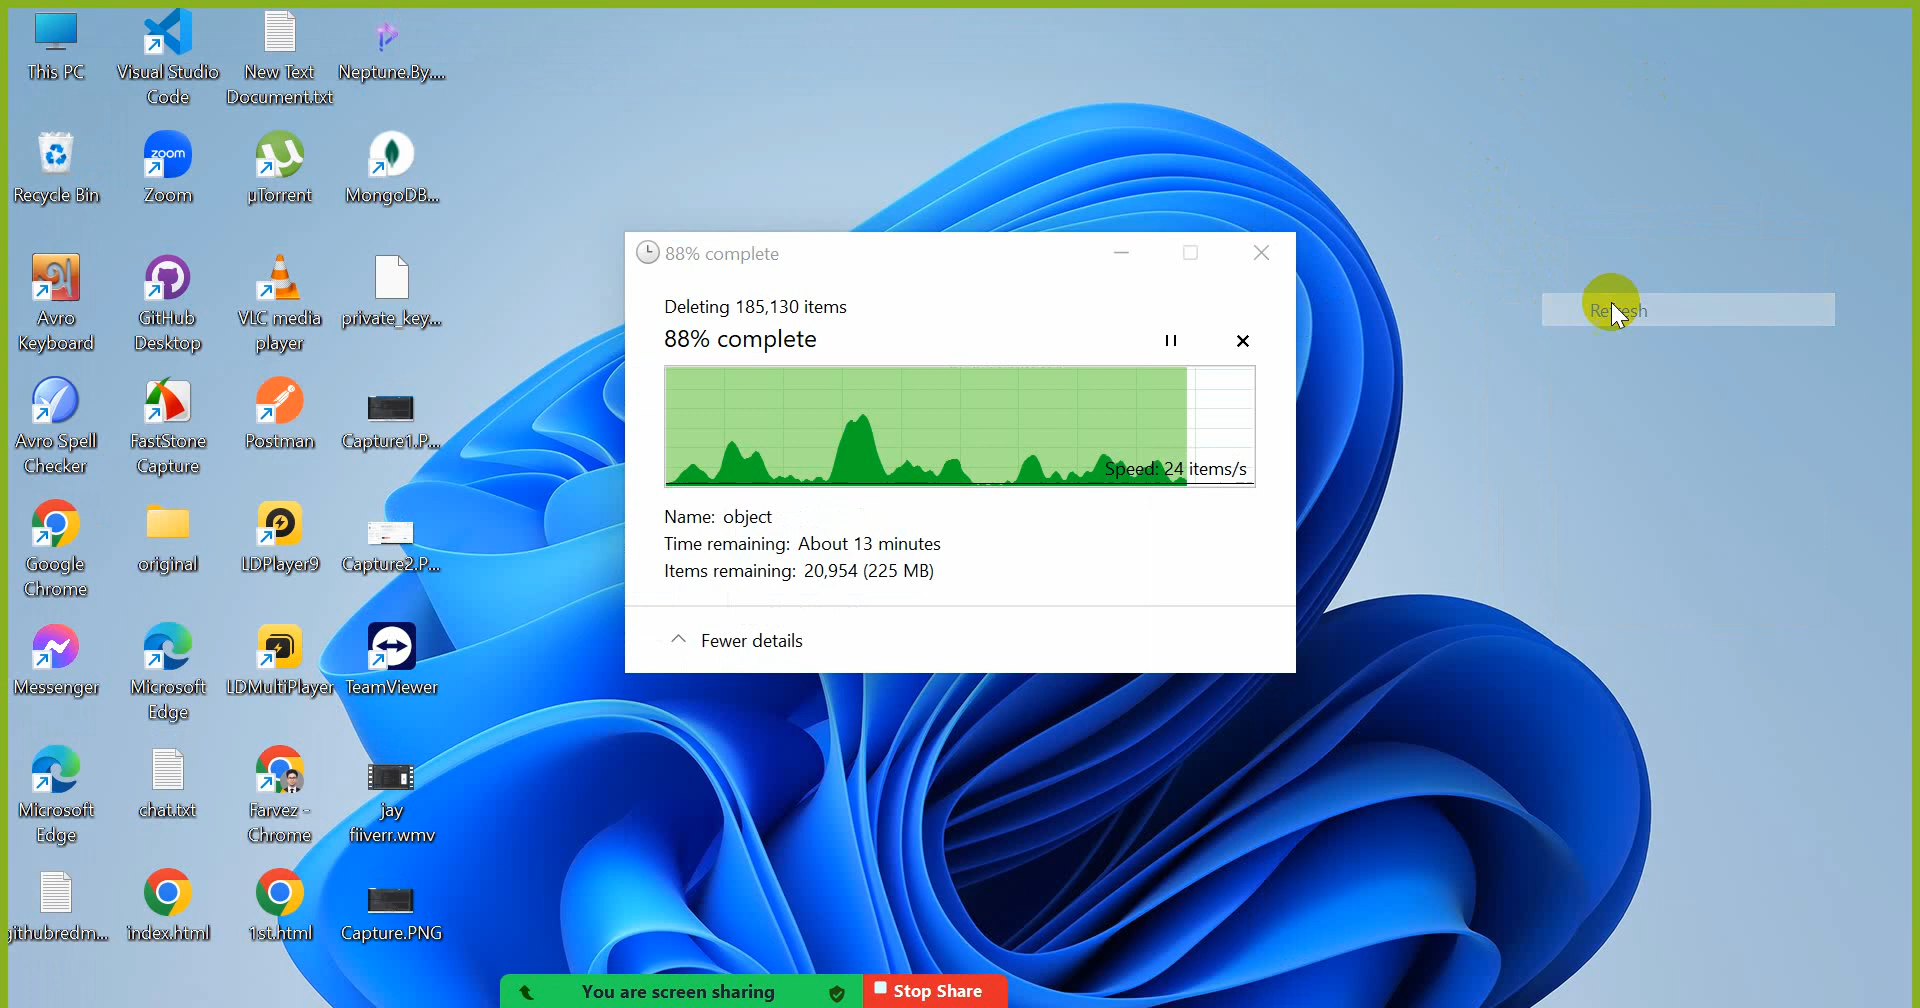 This PC
Visual Studio
Code
New Text
Document.txt
Neptune.By....
Recycle Bin
zoom
Zoom
µTorrent
MongoDB...
Avro
Keyboard
GitHub
Desktop
VLC media
player
private_key...
Avro Spell
Checker
FastStone
Capture
Postman
Capture1.P...
Google
Chrome
original
LDPlayer9
Capture2.P...
Messenger
Microsoft
Edge
LDMultiPlayer
TeamViewer
Microsoft
Edge
chat.txt
Farvez -
Chrome
jay
fiiverr.wmv
githubredm...
index.html
1st.html
Capture.PNG
88% complete
Deleting 185,130 items
88% complete
Speed: 24 items/s
Name: object
Time remaining: About 13 minutes
Items remaining: 20,954 (225 MB)
Fewer details
Refresh
You are screen sharing
Stop Share